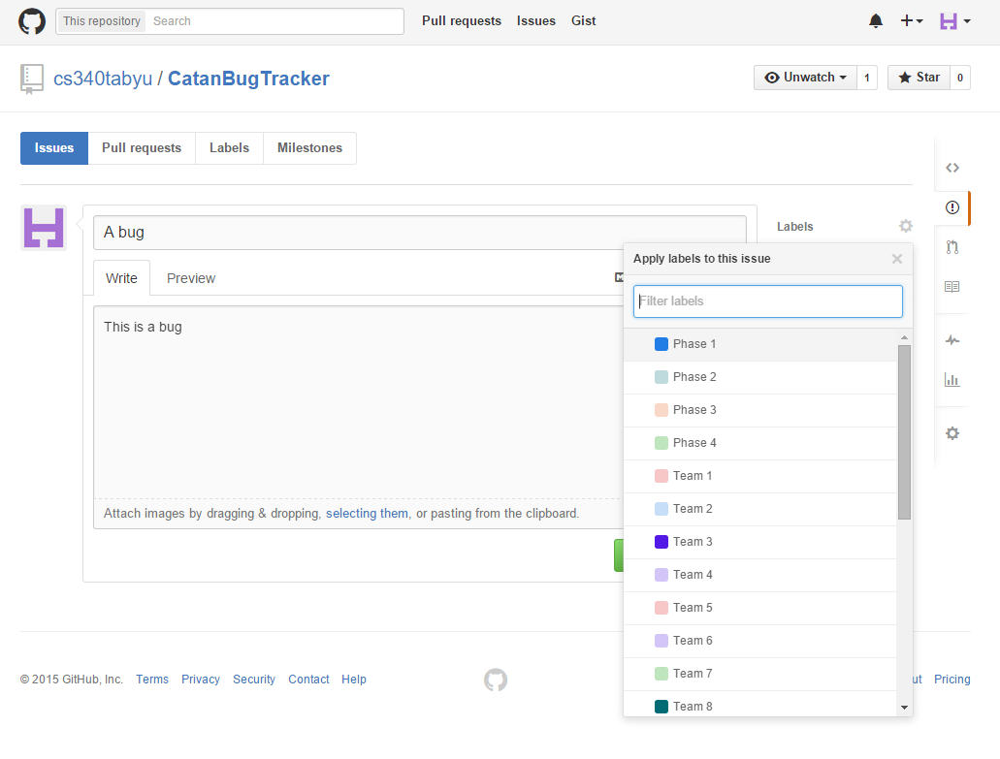 This repository Search Pull requests Issues Gist
cs340tabyu / CatanBugTracker Unwatch 1 Star 0
Issues Pull requests Labels Milestones
A bug
Labels
Apply labels to this issue
Write Preview
Filter labels
This is a bug
Phase 1
Phase 2
Phase 3
Phase 4
Team 1
Team 2
Attach images by dragging & dropping, selecting them, or pasting from the clipboard.
Team 3
Team 4
Team 5
Team 6
Team 7
© 2015 GitHub, Inc. Terms Privacy Security Contact Help Pricing
Team 8